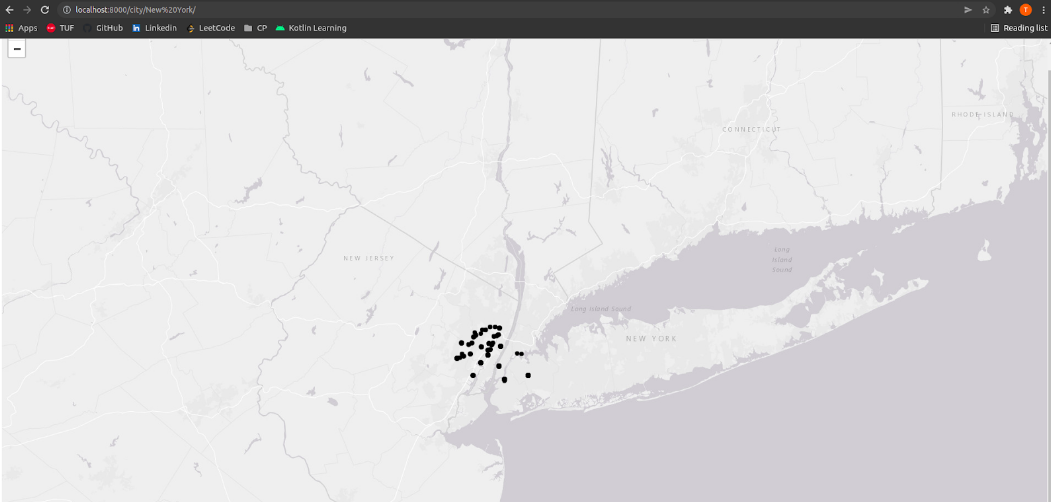 localhost:8000/city/New%20York/
T
Apps TUF GitHub Linkedin LeetCode CP Kotlin Learning Reading list
−
RHODE ISLAND
CONNECTICUT
Long
Island
Sound
NEW JERSEY
Long Island Sound
NEW YORK